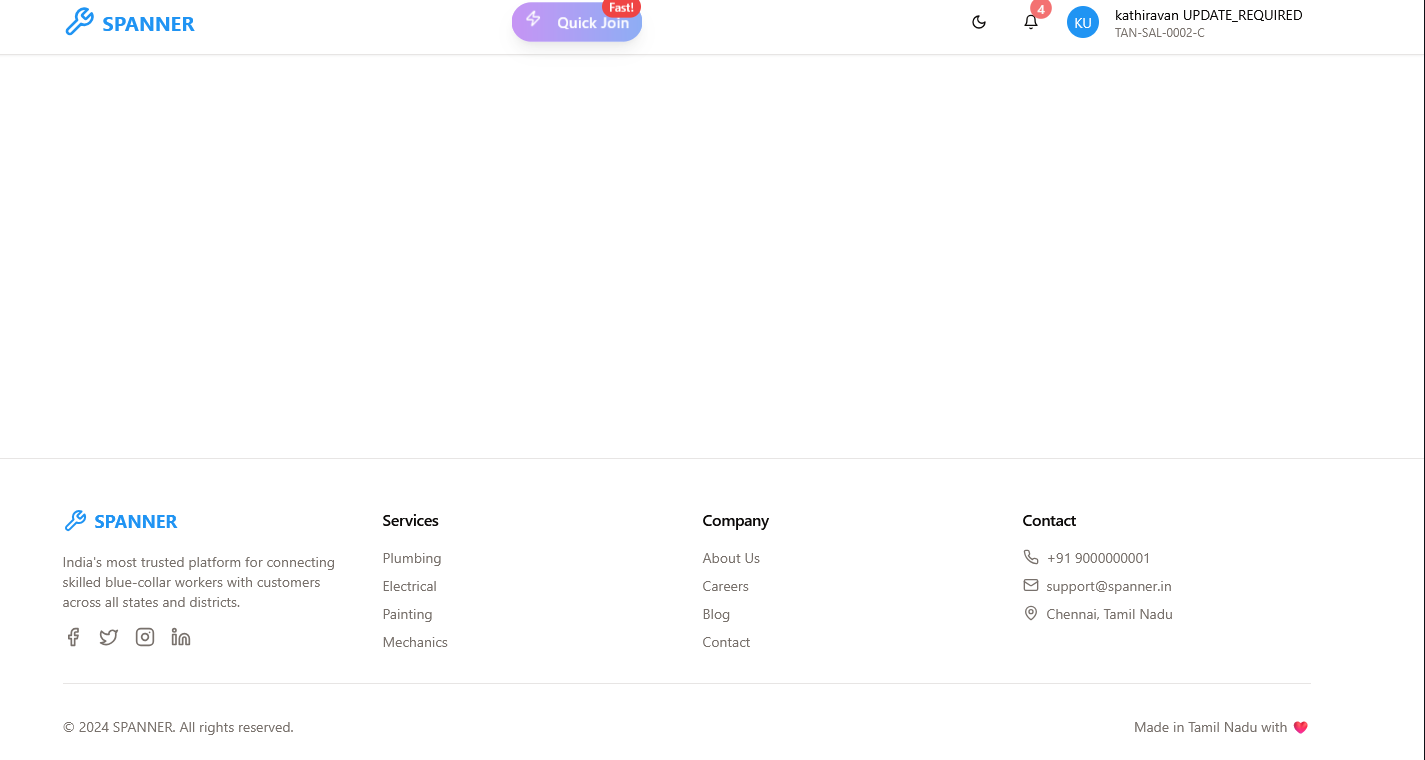 SPANNER
Quick Join
Fast!
4
KU
kathiravan UPDATE_REQUIRED
TAN-SAL-0002-C
SPANNER
India's most trusted platform for connecting
skilled blue-collar workers with customers
across all states and districts.
Services
Plumbing
Electrical
Painting
Mechanics
Company
About Us
Careers
Blog
Contact
Contact
+91 9000000001
support@spanner.in
Chennai, Tamil Nadu
© 2024 SPANNER. All rights reserved.
Made in Tamil Nadu with ❤️